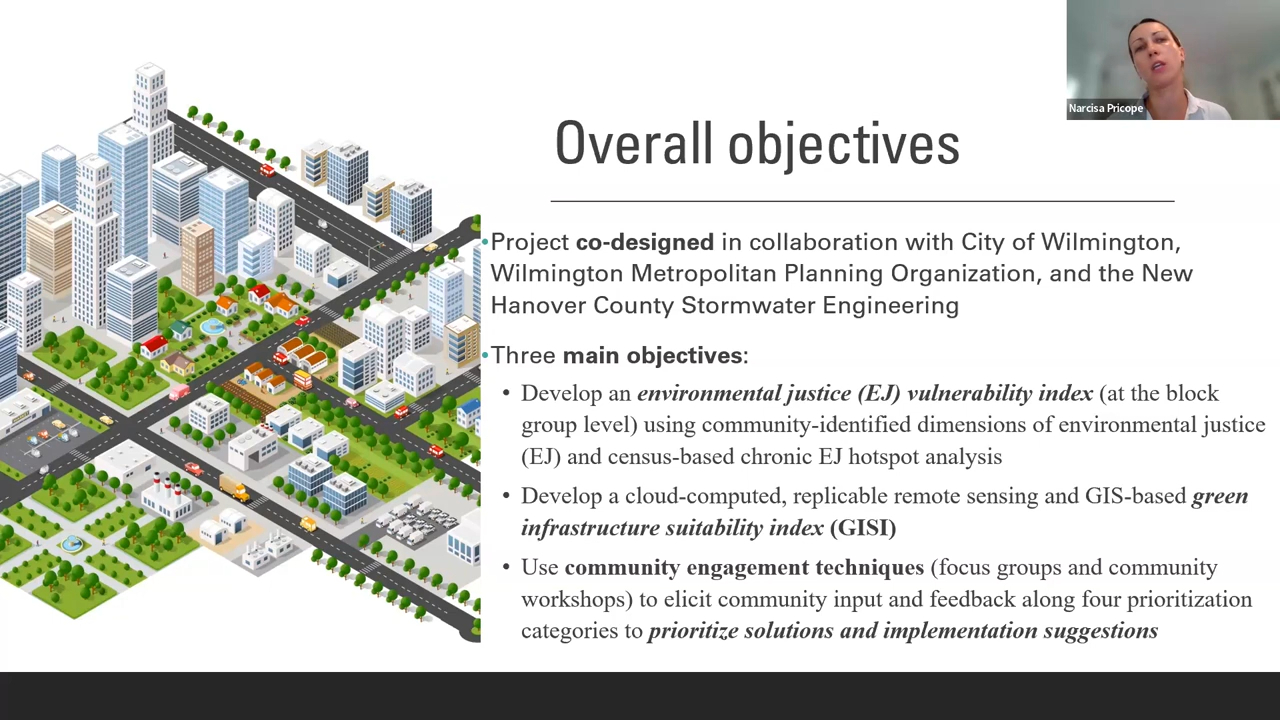 Narcisa Pricope
Overall objectives
•Project co-designed in collaboration with City of Wilmington,
Wilmington Metropolitan Planning Organization, and the New
Hanover County Stormwater Engineering
•Three main objectives:
• Develop an environmental justice (EJ) vulnerability index (at the block
group level) using community-identified dimensions of environmental justice
(EJ) and census-based chronic EJ hotspot analysis
• Develop a cloud-computed, replicable remote sensing and GIS-based green
infrastructure suitability index (GISI)
• Use community engagement techniques (focus groups and community
workshops) to elicit community input and feedback along four prioritization
categories to prioritize solutions and implementation suggestions